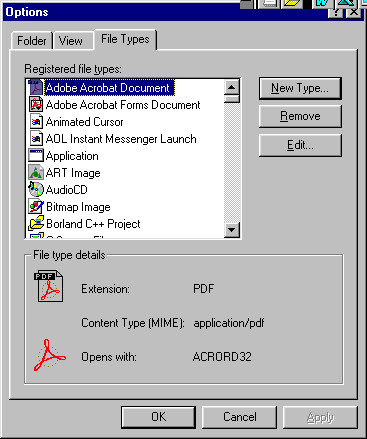 Options
Folder
View
File Types
Registered file types:
Adobe Acrobat Document
Adobe Acrobat Forms Document
Animated Cursor
AOL Instant Messenger Launch
Application
ART Image
AudioCD
Bitmap Image
Borland C++ Project
New Type...
Remove
Edit...
File type details
PDF
Extension: PDF
Content Type (MIME): application/pdf
Opens with: ACRORD32
OK
Cancel
Apply